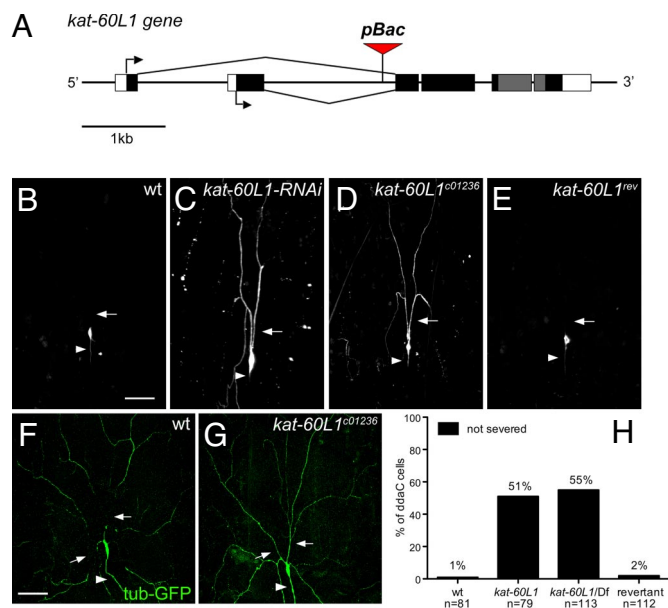 A
kat-60L1 gene
pBac
5'
3'
1kb
B
wt
C
kat-60L1-RNAi
D
kat-60L1c01236
E
kat-60L1rev
F
wt
tub-GFP
G
kat-60L1c01236
H
not severed
% of ddaC cells
100
80
60
40
20
0
1%
51%
55%
2%
wt
n=81
kat-60L1
n=79
kat-60L1/Df
n=113
revertant
n=112